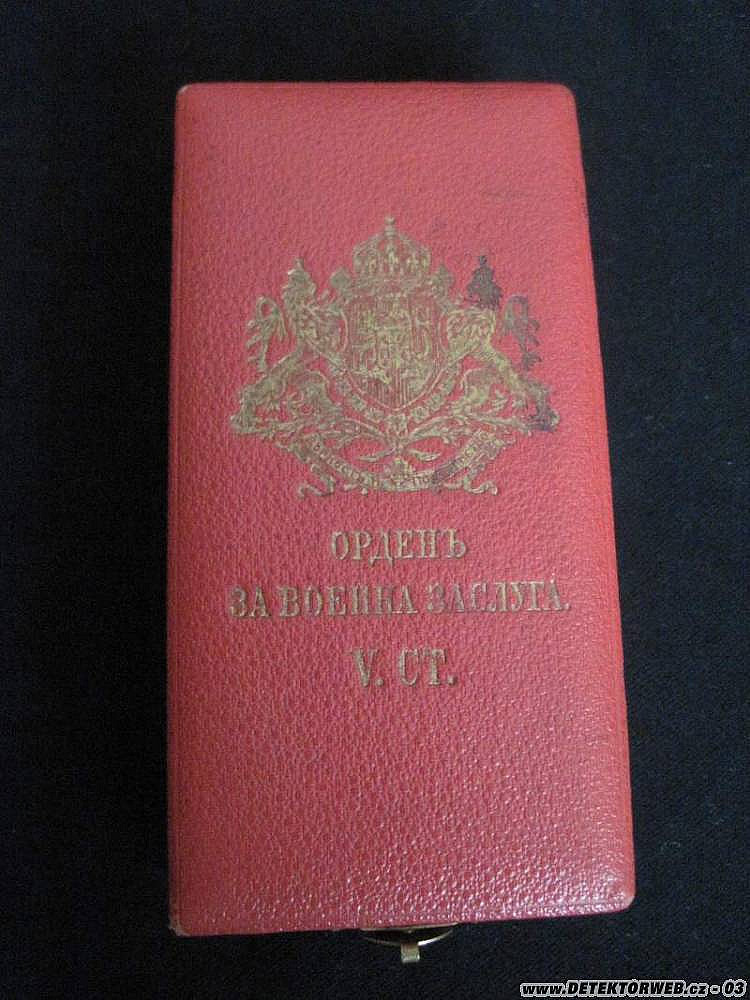 ОРДЕНЪ
ЗА ВОЕННА ЗАСЛУГА.
V. СТ.
www.DETEKTORWEB.cz - 03